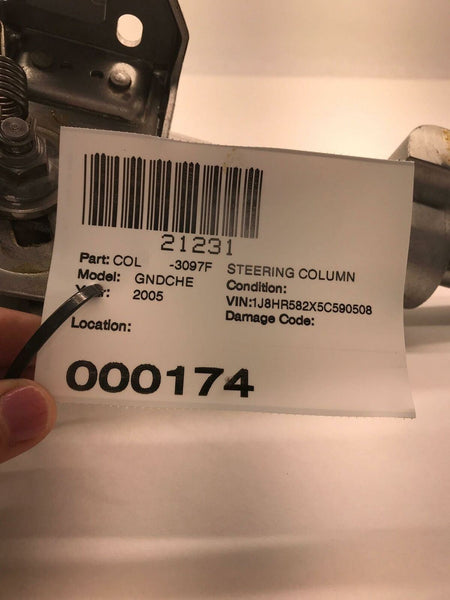 21231
Part: COL -3097F STEERING COLUMN
Model: GNDCHE Condition:
2005 VIN:1J8HR582X5C590508
Location: Damage Code:
000174